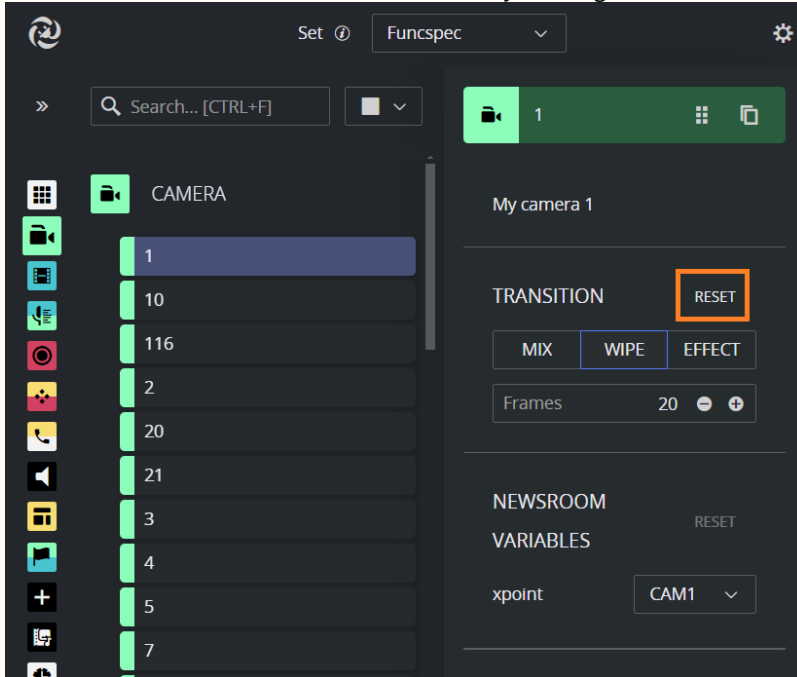 Set Funcspec
Search... [CTRL+F]
1
CAMERA
My camera 1
1
10
TRANSITION RESET
116
MIX WIPE EFFECT
2
Frames 20
20
21
NEWSROOM
VARIABLES
RESET
3
4
xpoint CAM1
5
7